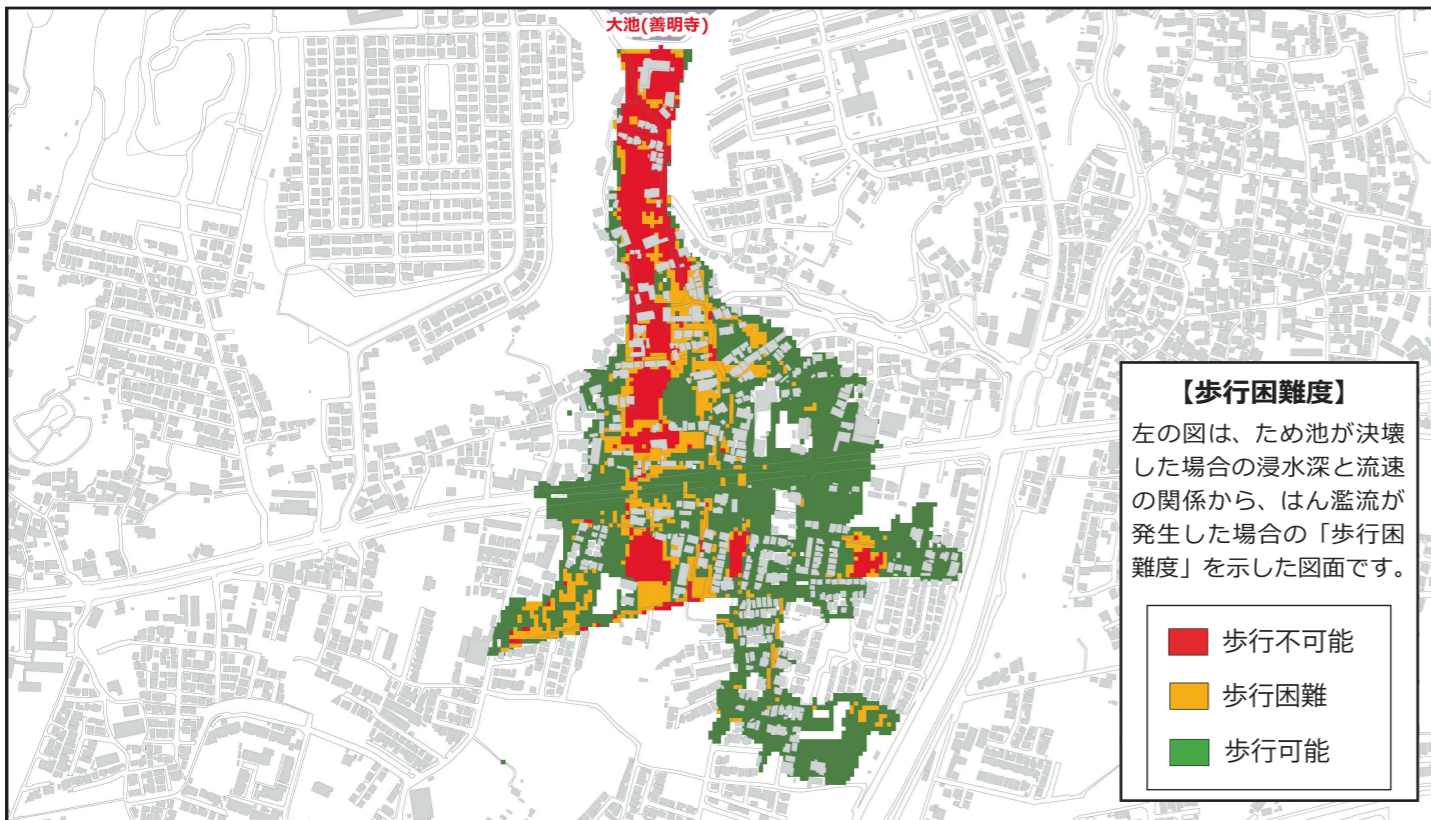 大池(善明寺)
【歩行困難度】
左の図は、ため池が決壊
した場合の浸水深と流速
の関係から、はん濫流が
発生した場合の「歩行困
難度」を示した図面です。
歩行不可能
歩行困難
歩行可能